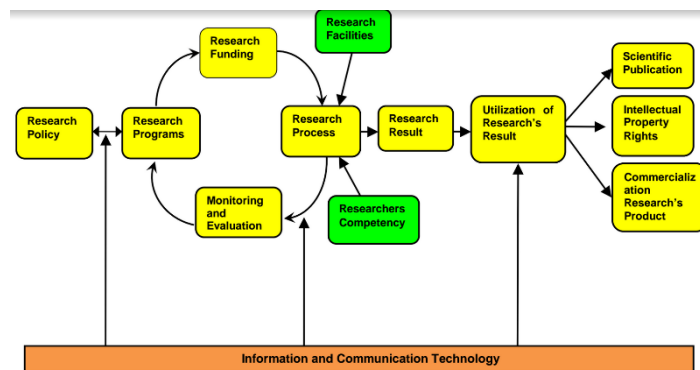 Research
Facilities
Research
Funding
Scientific
Publication
Research
Policy
Research
Programs
Research
Process
Research
Result
Utilization of
Research's
Result
Intellectual
Property
Rights
Monitoring
and
Evaluation
Researchers
Competency
Commercializ
ation
Research's
Product
Information and Communication Technology